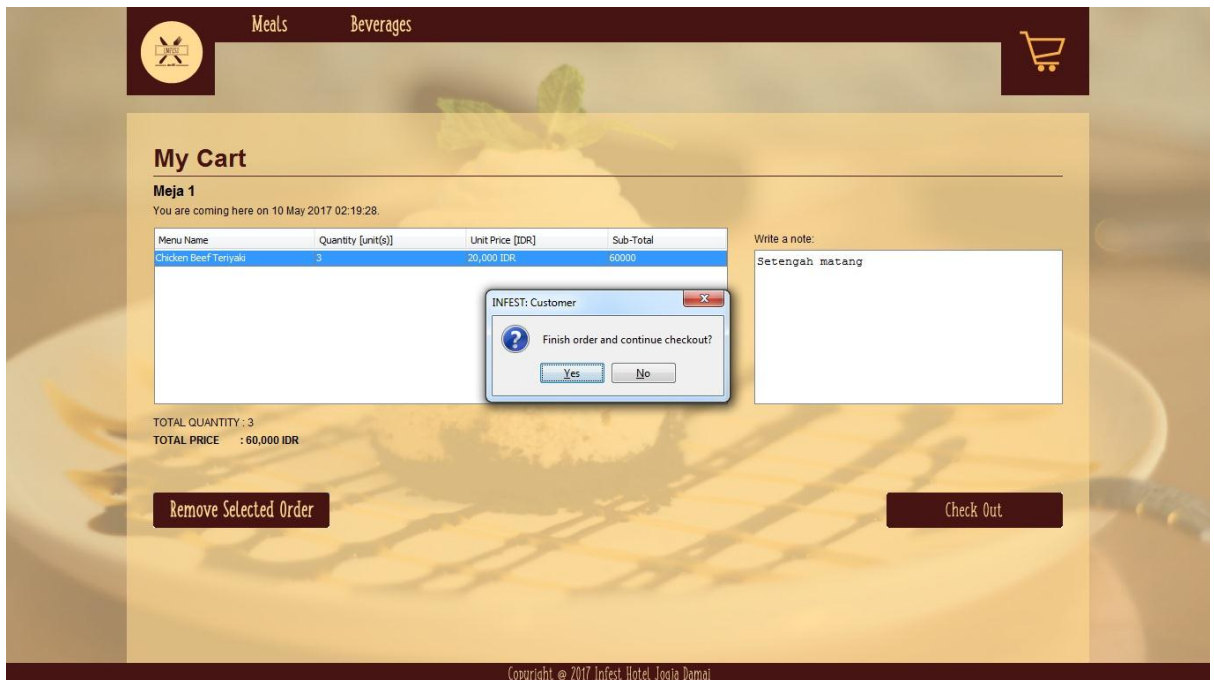 Meals Beverages
INFEST
My Cart
Meja 1
You are coming here on 10 May 2017 02:19:28.
Menu Name Quantity [unit(s)] Unit Price [IDR] Sub-Total
Chicken Beef Teriyaki 3 20,000 IDR 60000
Write a note:
Setengah matang
INFEST: Customer
Finish order and continue checkout?
Yes No
TOTAL QUANTITY : 3
TOTAL PRICE : 60,000 IDR
Remove Selected Order
Check Out
Copyright @ 2017 Infest Hotel Jogja Damai